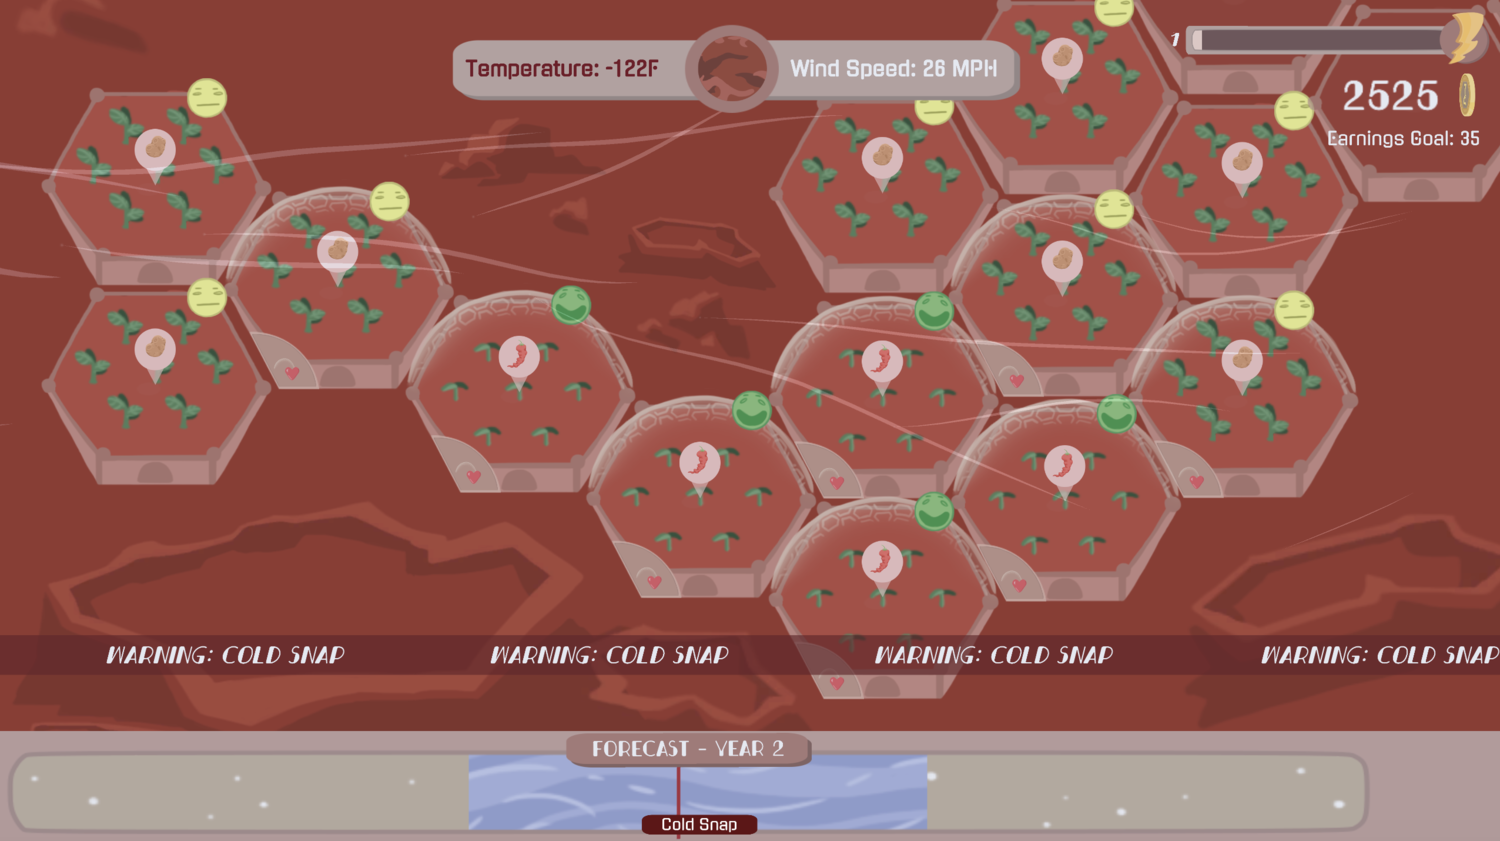 Temperature: -122F
Wind Speed: 26 MPH
1
2525
Earnings Goal: 35
WARNING: COLD SNAP WARNING: COLD SNAP WARNING: COLD SNAP WARNING: COLD SNAP
FORECAST - YEAR 2
Cold Snap